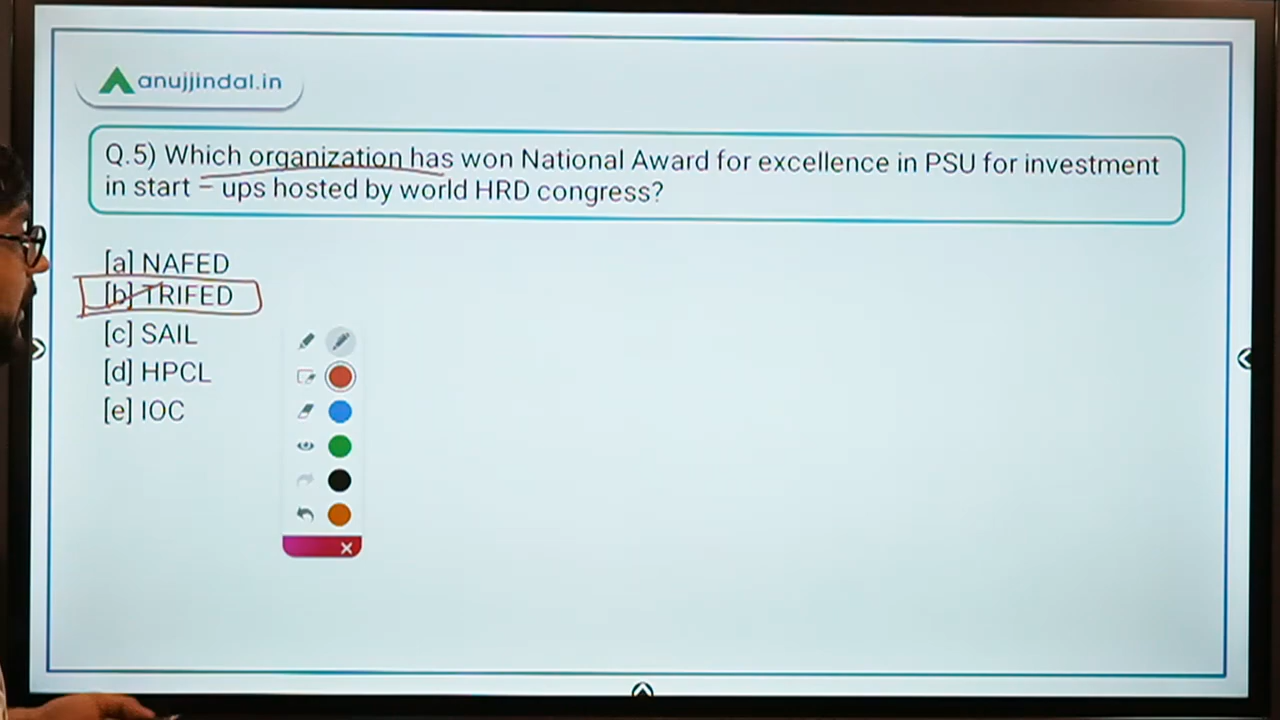 anujjindal.in
Q.5) Which organization has won National Award for excellence in PSU for investment
in start – ups hosted by world HRD congress?
[a] NAFED
[b] TRIFED
[c] SAIL
[d] HPCL
[e] IOC